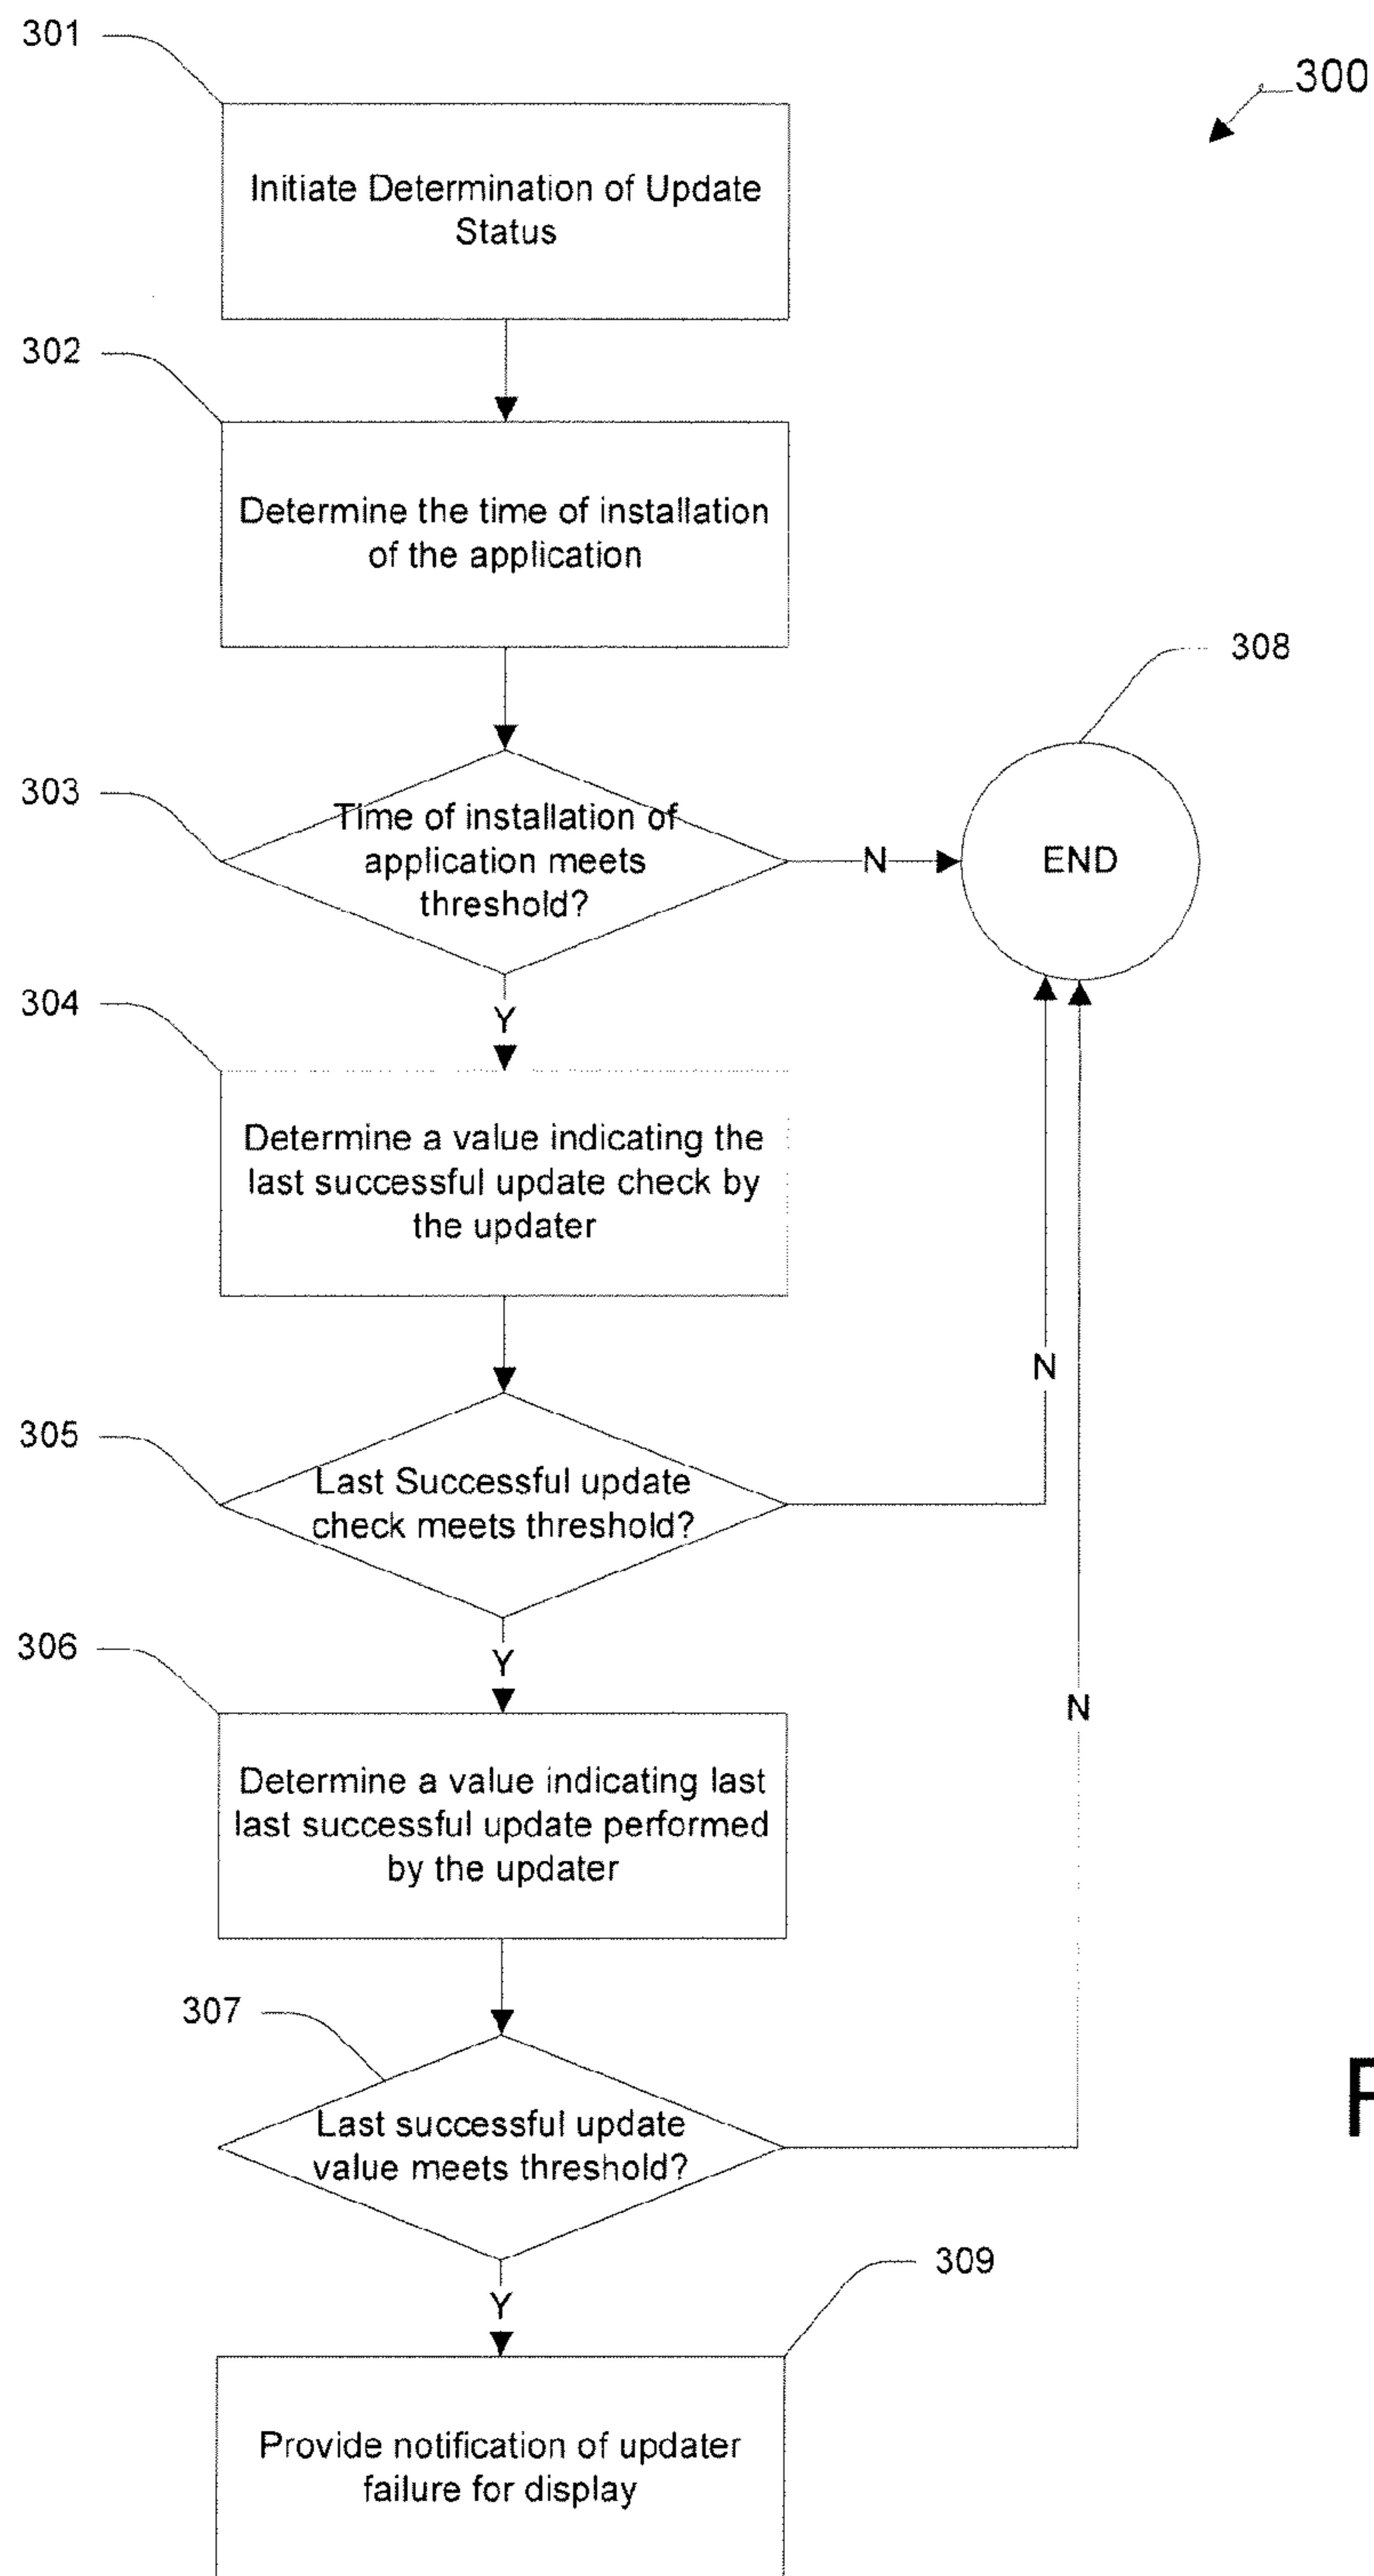 301
300
Initiate Determination of Update
Status
302
Determine the time of installation
of the application
308
303
Time of installation of
application meets
threshold?
N
END
304
Y
Determine a value indicating the
last successful update check by
the updater
N
305
Last Successful update
check meets threshold?
306
Y
N
Determine a value indicating last
last successful update performed
by the updater
307
Last successful update
value meets threshold?
309
Y
Provide notification of updater
failure for display